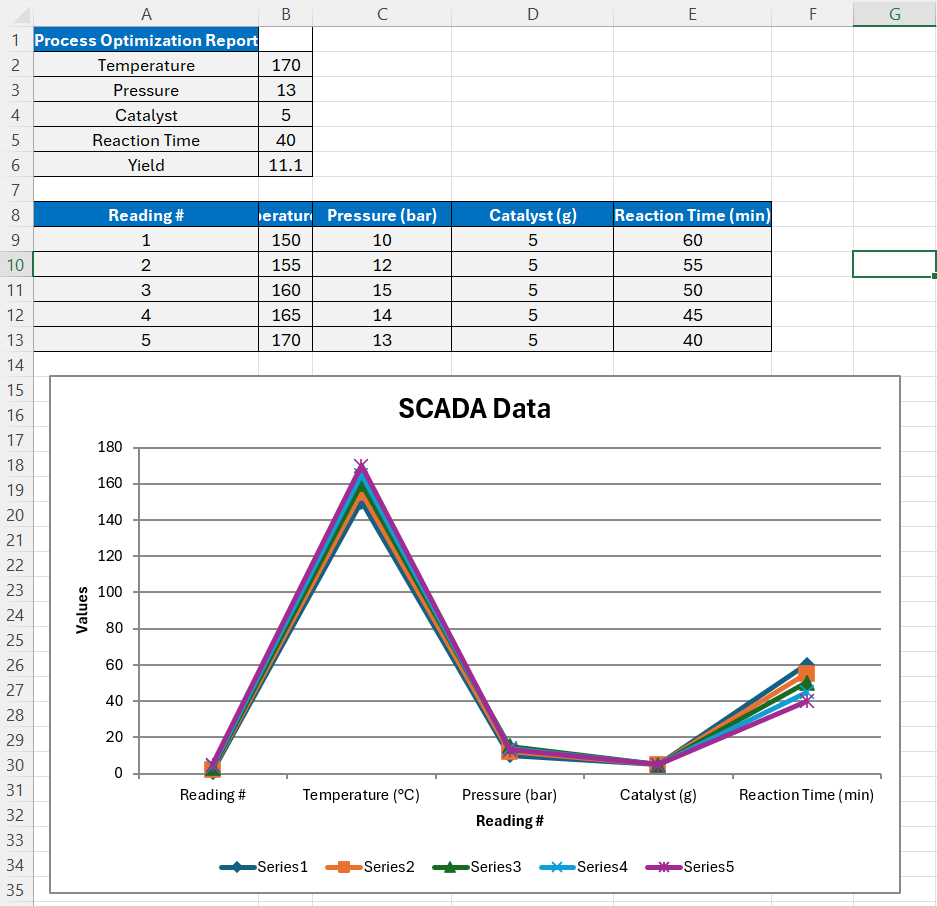 A B C D E F G
1 Process Optimization Report
2 Temperature 170
3 Pressure 13
4 Catalyst 5
5 Reaction Time 40
6 Yield 11.1
7
8 Reading # perature Pressure (bar) Catalyst (g) Reaction Time (min)
9 1 150 10 5 60
10 2 155 12 5 55
11 3 160 15 5 50
12 4 165 14 5 45
13 5 170 13 5 40
14
15
16
17
18
19
20
21
22
23
24
25
26
27
28
29
30
31
32
33
34
35
SCADA Data
180
160
140
120
100
80
60
40
20
0
Values
Reading # Temperature (°C) Pressure (bar) Catalyst (g) Reaction Time (min)
Reading #
Series1 Series2 Series3 Series4 Series5